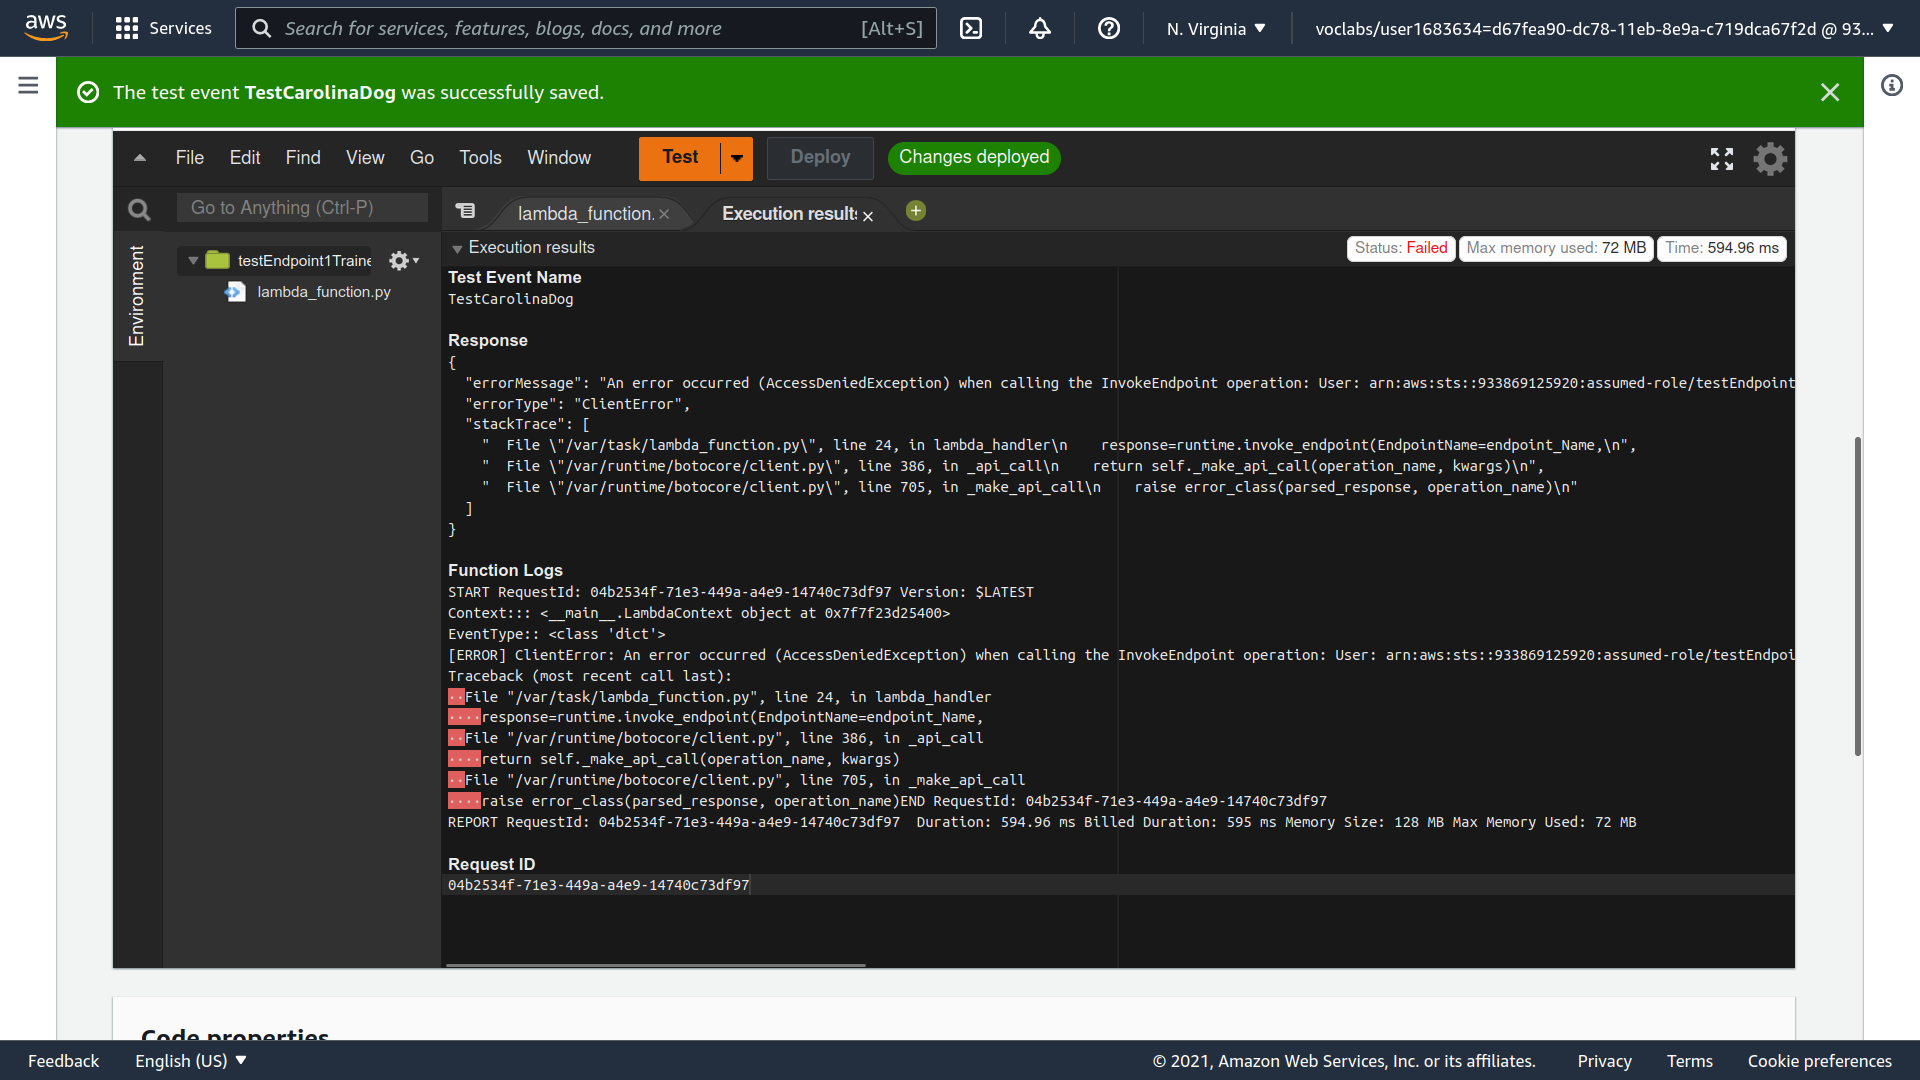 aws
Services
Search for services, features, blogs, docs, and more
[Alt+S]
N. Virginia
voclabs/user1683634=d67fea90-dc78-11eb-8e9a-c719dca67f2d @ 93...
The test event TestCarolinaDog was successfully saved.
File Edit Find View Go Tools Window
Test
Deploy
Changes deployed
Go to Anything (Ctrl-P)
lambda_function.
Execution results
Environment
testEndpoint1Traine
lambda_function.py
Execution results
Status: Failed
Max memory used: 72 MB
Time: 594.96 ms
Test Event Name
TestCarolinaDog
Response
{
"errorMessage": "An error occurred (AccessDeniedException) when calling the InvokeEndpoint operation: User: arn:aws:sts::933869125920:assumed-role/testEndpoint
"errorType": "ClientError",
"stackTrace": [
"  File \"/var/task/lambda_function.py\", line 24, in lambda_handler\n    response=runtime.invoke_endpoint(EndpointName=endpoint_Name,\n",
"  File \"/var/runtime/botocore/client.py\", line 386, in _api_call\n    return self._make_api_call(operation_name, kwargs)\n",
"  File \"/var/runtime/botocore/client.py\", line 705, in _make_api_call\n    raise error_class(parsed_response, operation_name)\n"
]
}
Function Logs
START RequestId: 04b2534f-71e3-449a-a4e9-14740c73df97 Version: $LATEST
Context::: <__main__.LambdaContext object at 0x7f7f23d25400>
EventType:: <class 'dict'>
[ERROR] ClientError: An error occurred (AccessDeniedException) when calling the InvokeEndpoint operation: User: arn:aws:sts::933869125920:assumed-role/testEndpoi
Traceback (most recent call last):
File "/var/task/lambda_function.py", line 24, in lambda_handler
response=runtime.invoke_endpoint(EndpointName=endpoint_Name,
File "/var/runtime/botocore/client.py", line 386, in _api_call
return self._make_api_call(operation_name, kwargs)
File "/var/runtime/botocore/client.py", line 705, in _make_api_call
raise error_class(parsed_response, operation_name)END RequestId: 04b2534f-71e3-449a-a4e9-14740c73df97
REPORT RequestId: 04b2534f-71e3-449a-a4e9-14740c73df97  Duration: 594.96 ms Billed Duration: 595 ms Memory Size: 128 MB Max Memory Used: 72 MB
Request ID
04b2534f-71e3-449a-a4e9-14740c73df97
Code properties
Feedback
English (US)
© 2021, Amazon Web Services, Inc. or its affiliates.
Privacy
Terms
Cookie preferences